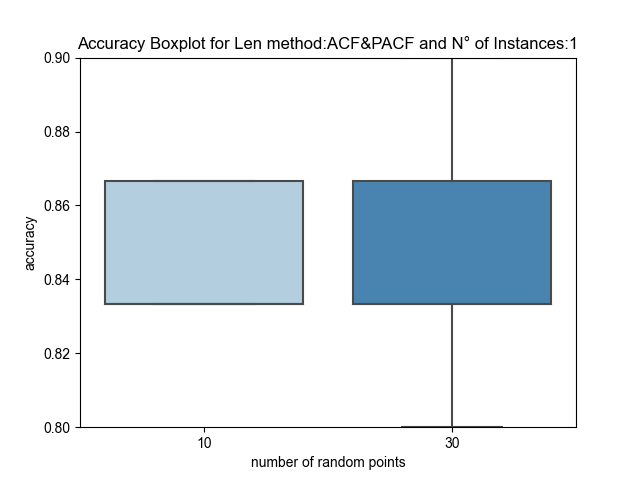 Accuracy Boxplot for Len method:ACF&PACF and N° of Instances:1
0.90
0.88
0.86
0.84
0.82
0.80
accuracy
10 30
number of random points